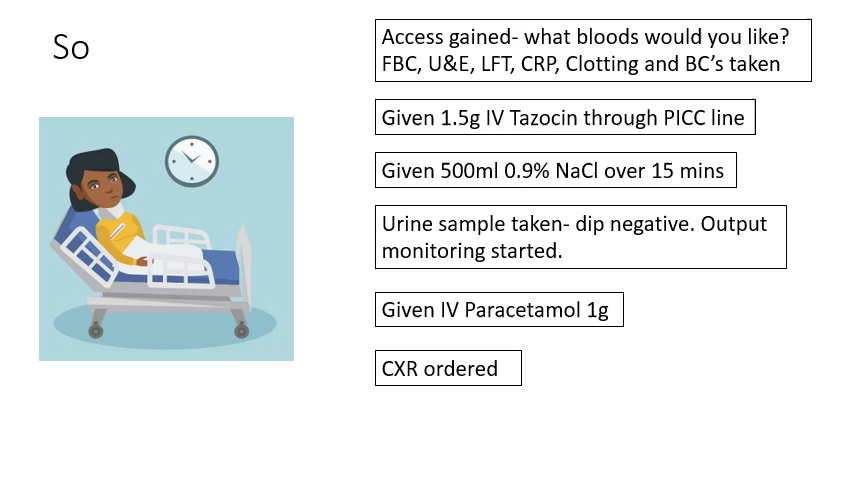 So
Access gained- what bloods would you like?
FBC, U&E, LFT, CRP, Clotting and BC’s taken
Given 1.5g IV Tazocin through PICC line
Given 500ml 0.9% NaCl over 15 mins
Urine sample taken- dip negative. Output
monitoring started.
Given IV Paracetamol 1g
CXR ordered